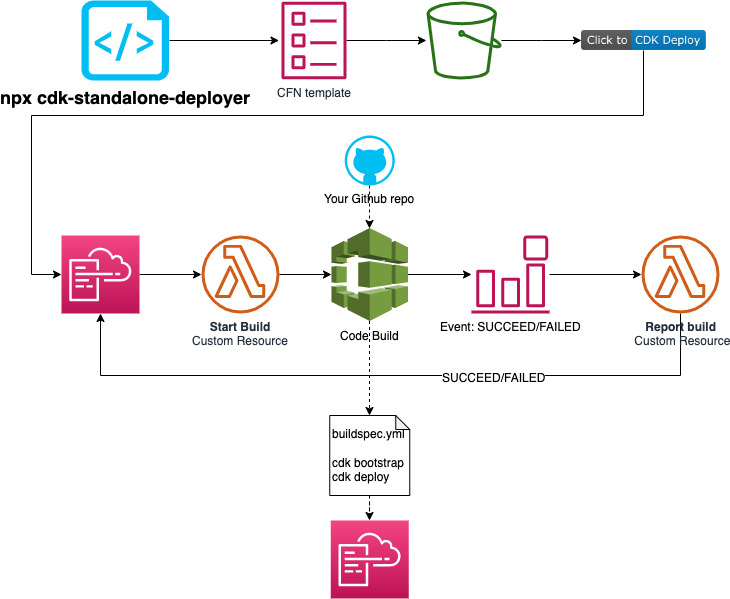 </>
Click to CDK Deploy
npx cdk-standalone-deployer
CFN template
Your Github repo
Start Build
Custom Resource
Code Build
Event: SUCCEED/FAILED
Report build
Custom Resource
SUCCEED/FAILED
buildspec.yml
cdk bootstrap
cdk deploy